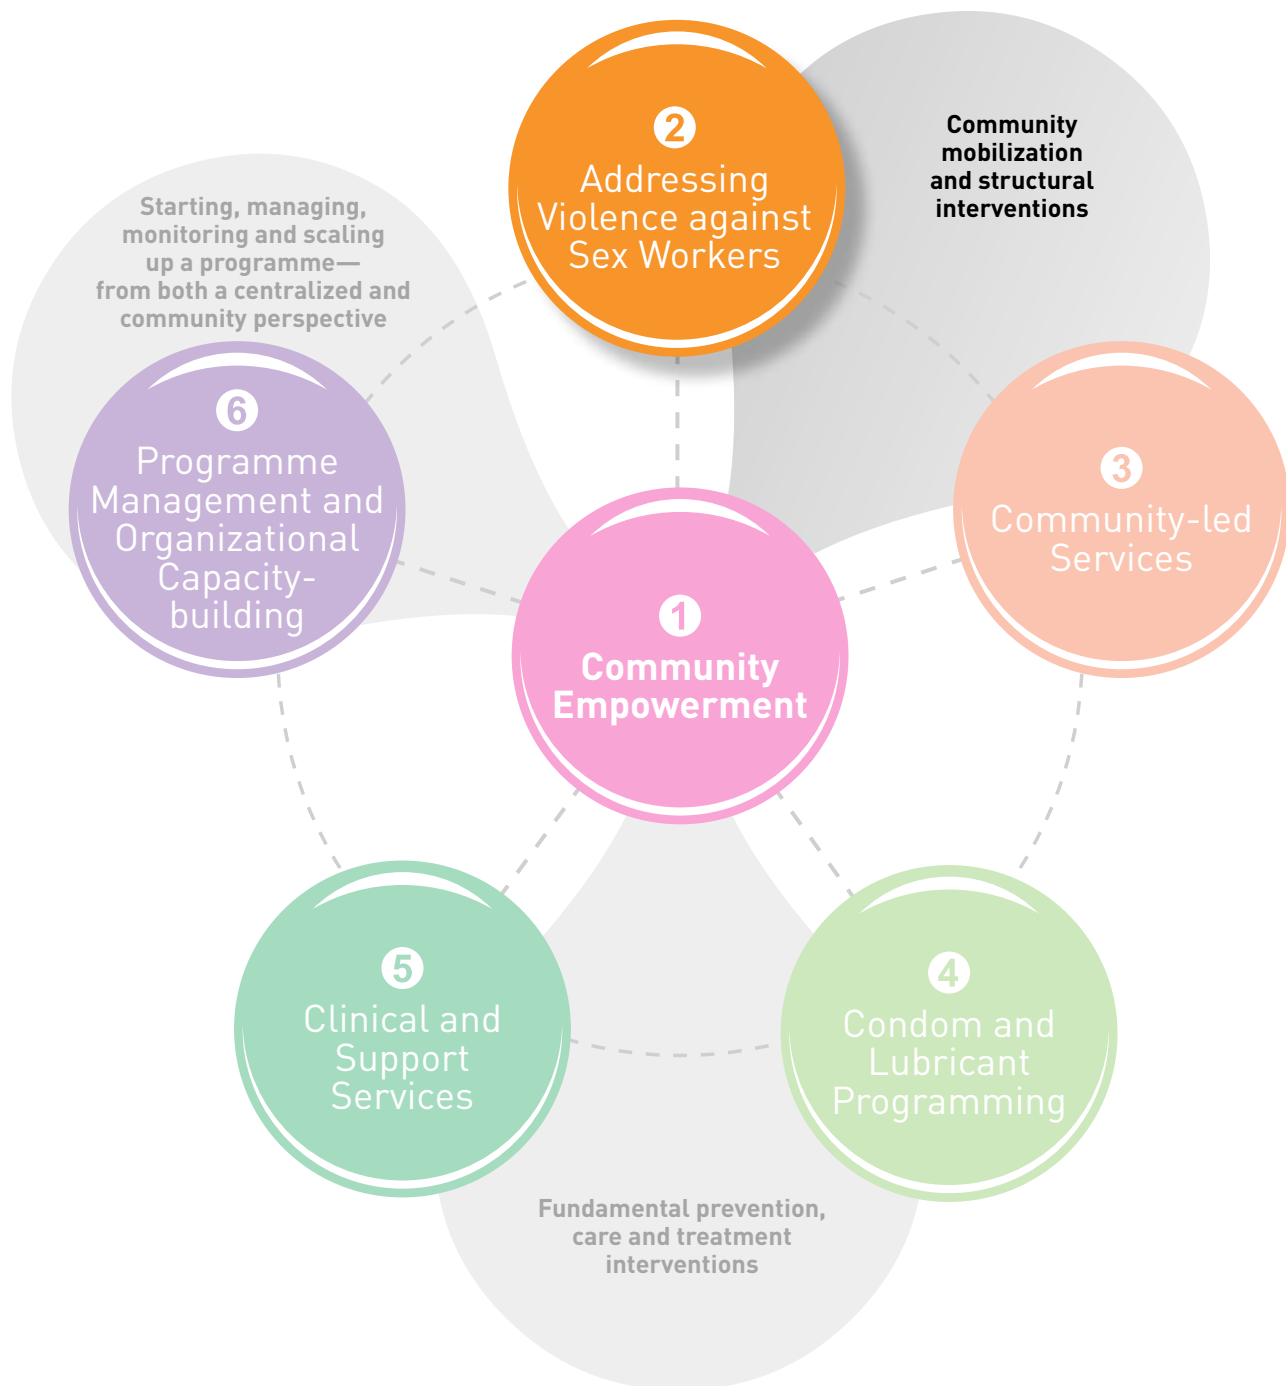 2
Addressing
Violence against
Sex Workers
Community
mobilization
and structural
interventions
Starting, managing,
monitoring and scaling
up a programme—
from both a centralized and
community perspective
6
Programme
Management and
Organizational
Capacity-
building
3
Community-led
Services
1
Community
Empowerment
5
Clinical and
Support
Services
4
Condom and
Lubricant
Programming
Fundamental prevention,
care and treatment
interventions